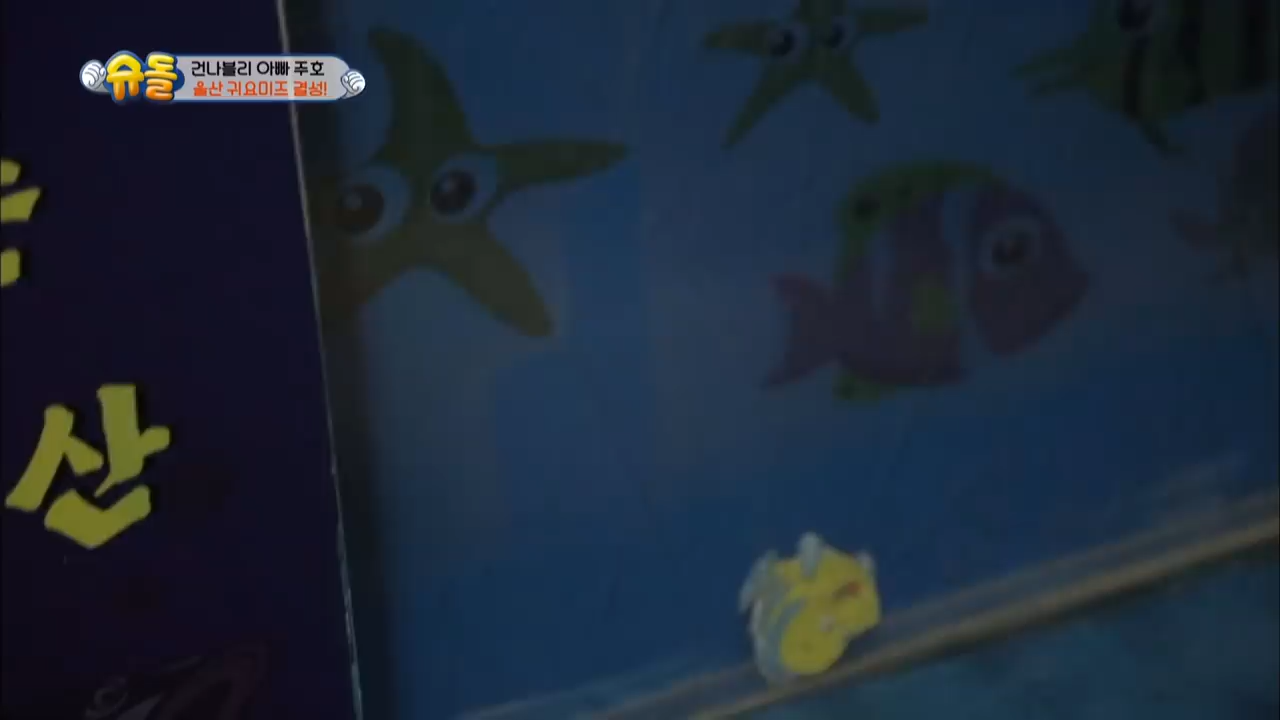 슈돌
건나블리 아빠 주호
울산 귀요미즈 결성!
산